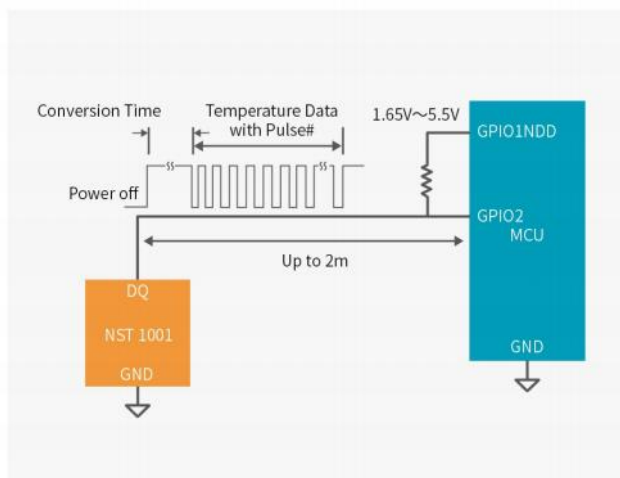 Conversion Time
Temperature Data
with Pulse#
1.65V～5.5V
GPIO1NDD
Power off
GPIO2
MCU
Up to 2m
DQ
NST 1001
GND
GND